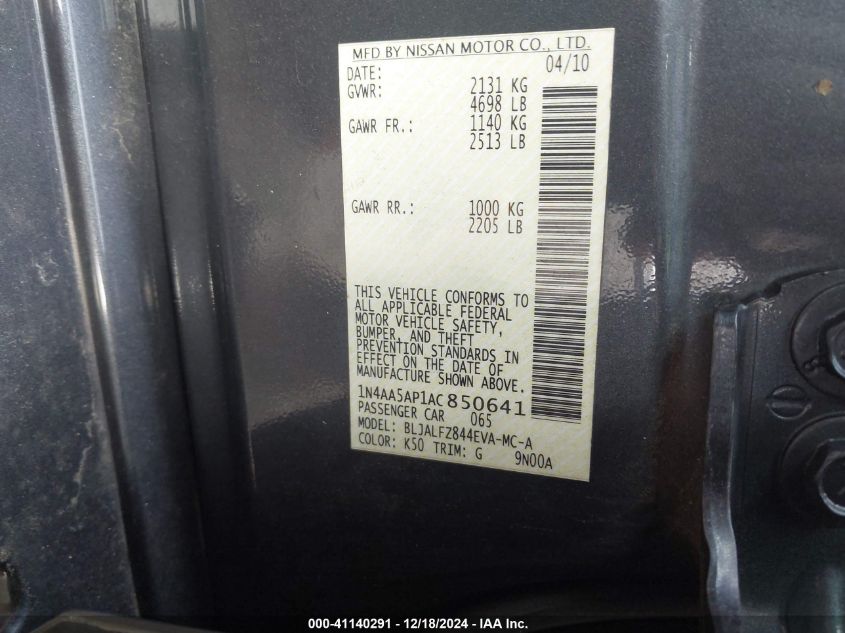 MFD BY NISSAN MOTOR CO., LTD.
DATE: 04/10
GVWR: 2131 KG
4698 LB
GAWR FR.: 1140 KG
2513 LB
GAWR RR.: 1000 KG
2205 LB
THIS VEHICLE CONFORMS TO
ALL APPLICABLE FEDERAL
MOTOR VEHICLE SAFETY,
BUMPER, AND THEFT
PREVENTION STANDARDS IN
EFFECT ON THE DATE OF
MANUFACTURE SHOWN ABOVE.
1N4AA5AP1AC850641
PASSENGER CAR 065
MODEL: BLJALFZ844EVA-MC-A
COLOR: K50 TRIM: G 9N00A
000-41140291 - 12/18/2024 - IAA Inc.